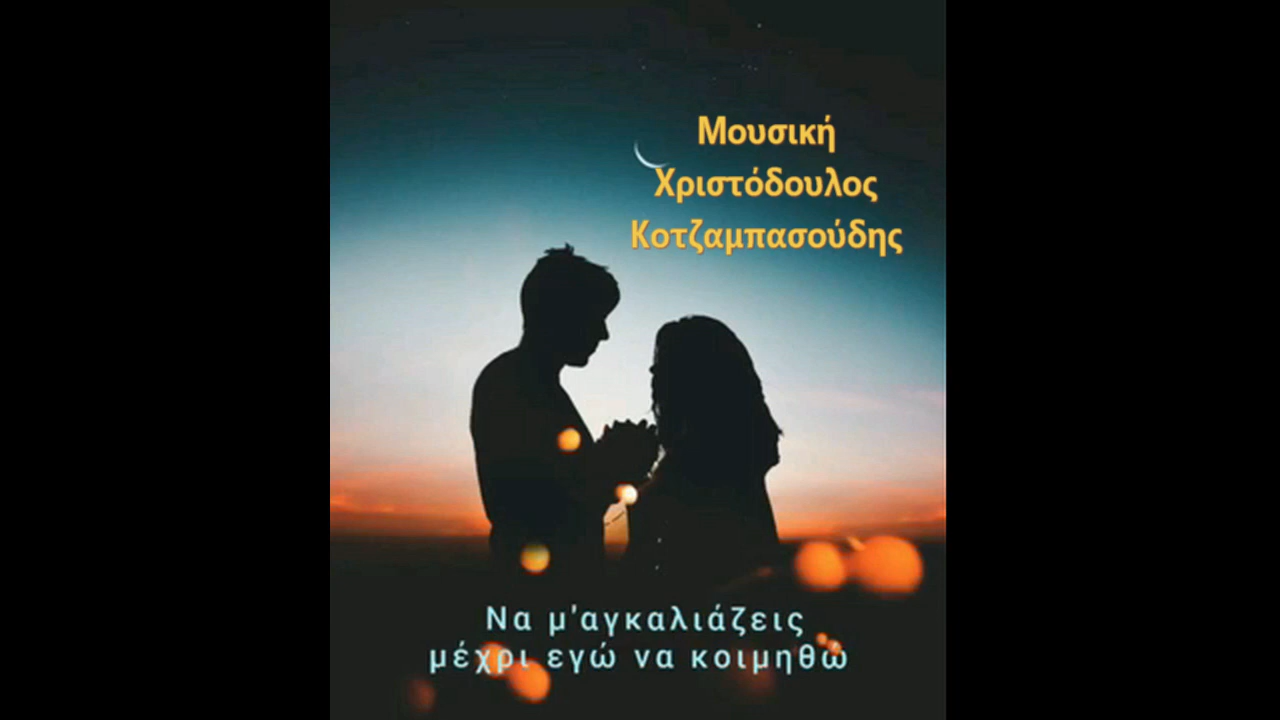 Μουσική
Χριστόδουλος
Κοτζαμπασούδης
Να μ'αγκαλιάζεις
μέχρι εγώ να κοιμηθώ